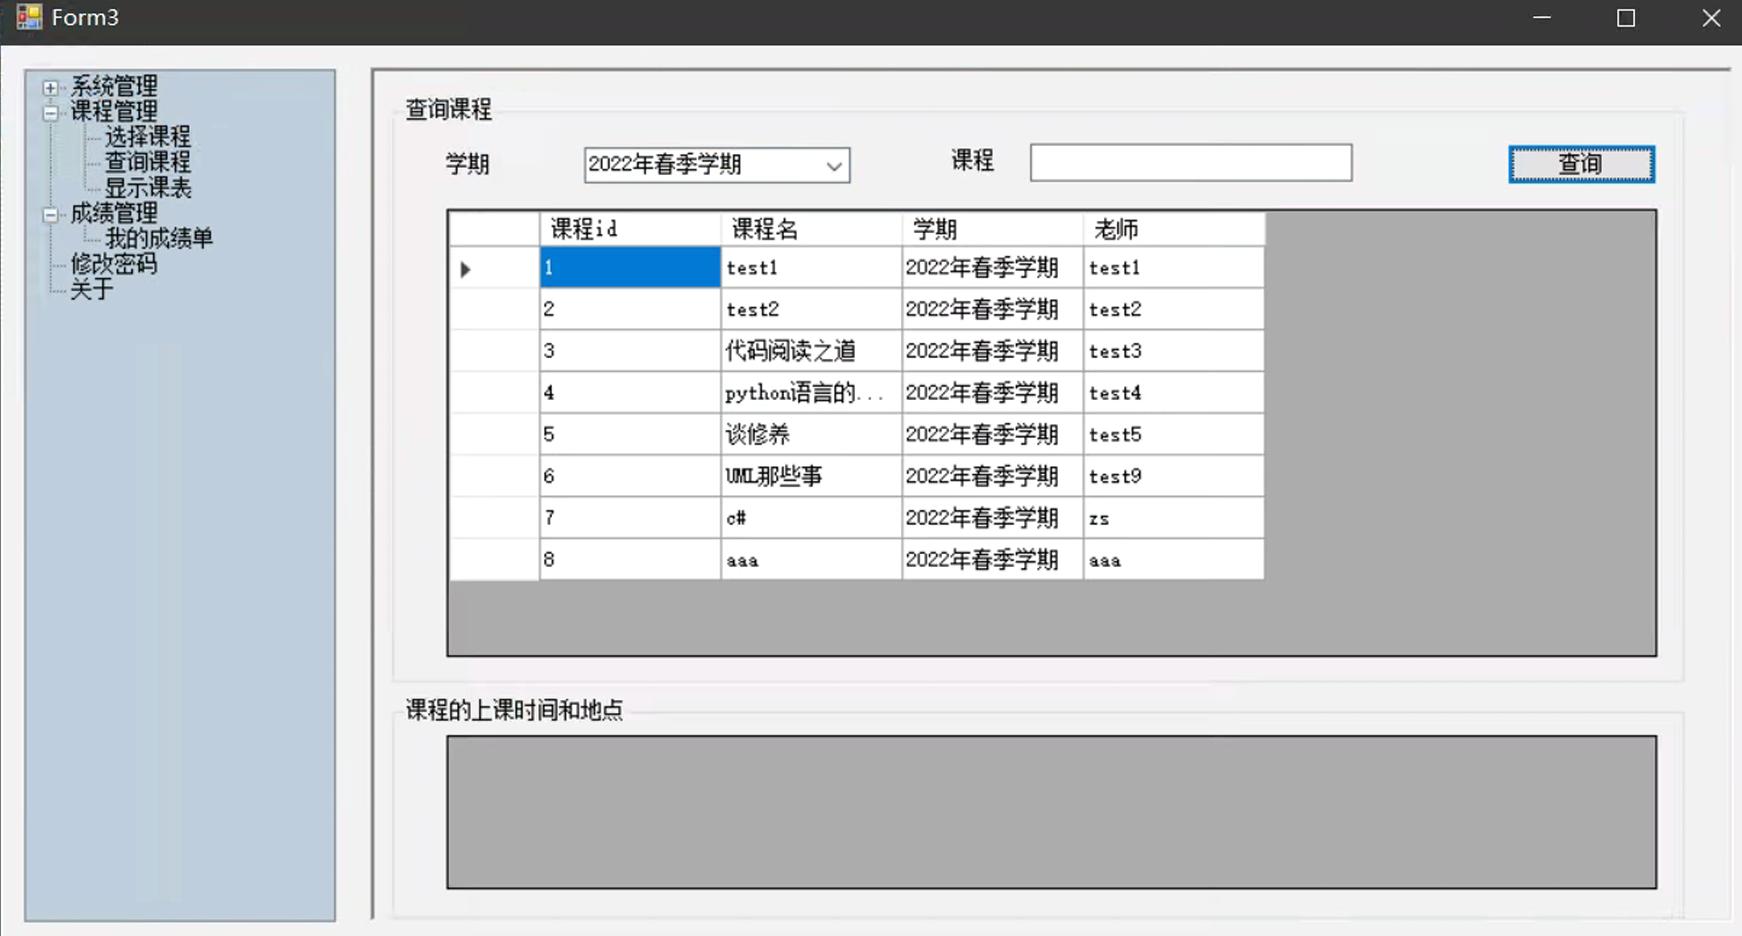 Form3
系统管理
课程管理
选择课程
查询课程
显示课表
成绩管理
我的成绩单
修改密码
关于
查询课程
学期 2022年春季学期 课程 查询
课程id 课程名 学期 老师
1 test1 2022年春季学期 test1
2 test2 2022年春季学期 test2
3 代码阅读之道 2022年春季学期 test3
4 python语言的... 2022年春季学期 test4
5 谈修养 2022年春季学期 test5
6 UML那些事 2022年春季学期 test9
7 c# 2022年春季学期 zs
8 aaa 2022年春季学期 aaa
课程的上课时间和地点